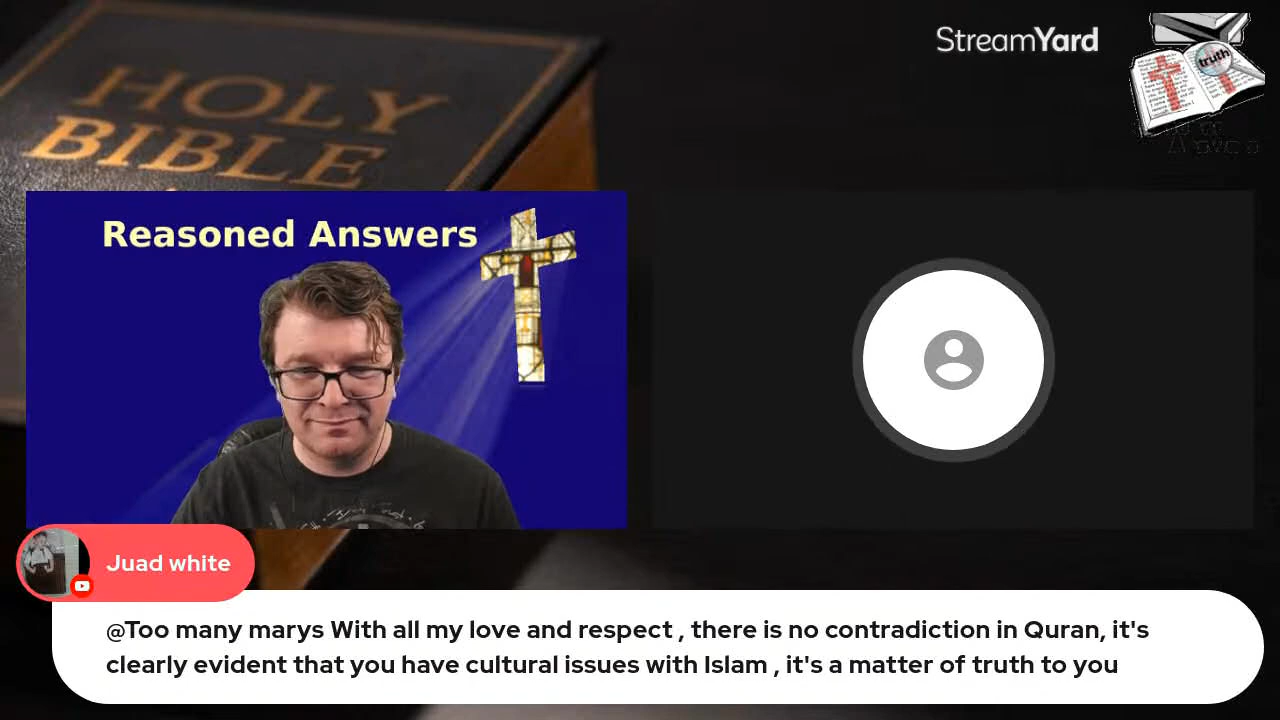 HOLY
BIBLE
StreamYard
truth
Reasoned Answers
Juad white
@Too many marys With all my love and respect , there is no contradiction in Quran, it's
clearly evident that you have cultural issues with Islam , it's a matter of truth to you